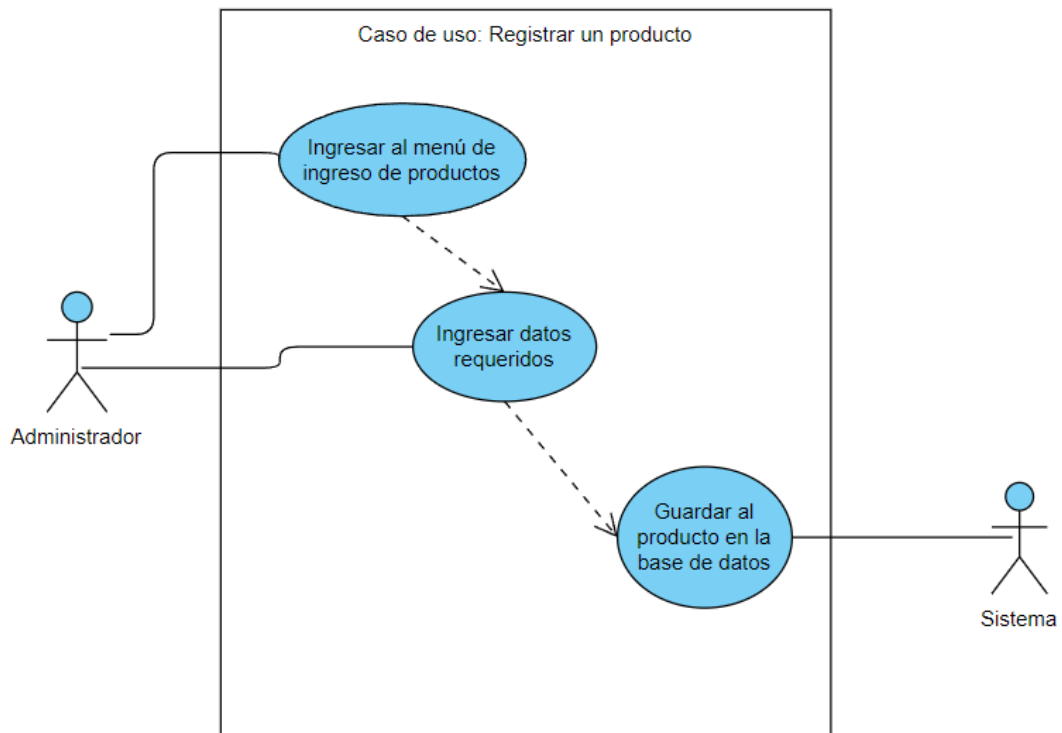 Caso de uso: Registrar un producto
Ingresar al menú de
ingreso de productos
Ingresar datos
requeridos
Administrador
Guardar al
producto en la
base de datos
Sistema